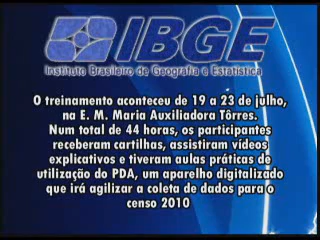 IBGE
Instituto Brasileiro de Geografia e Estatística
O treinamento aconteceu de 19 a 23 de julho,
na E. M. Maria Auxiliadora Tôrres.
Num total de 44 horas, os participantes
receberam cartilhas, assistiram vídeos
explicativos e tiveram aulas práticas de
utilização do PDA, um aparelho digitalizado
que irá agilizar a coleta de dados para o
censo 2010